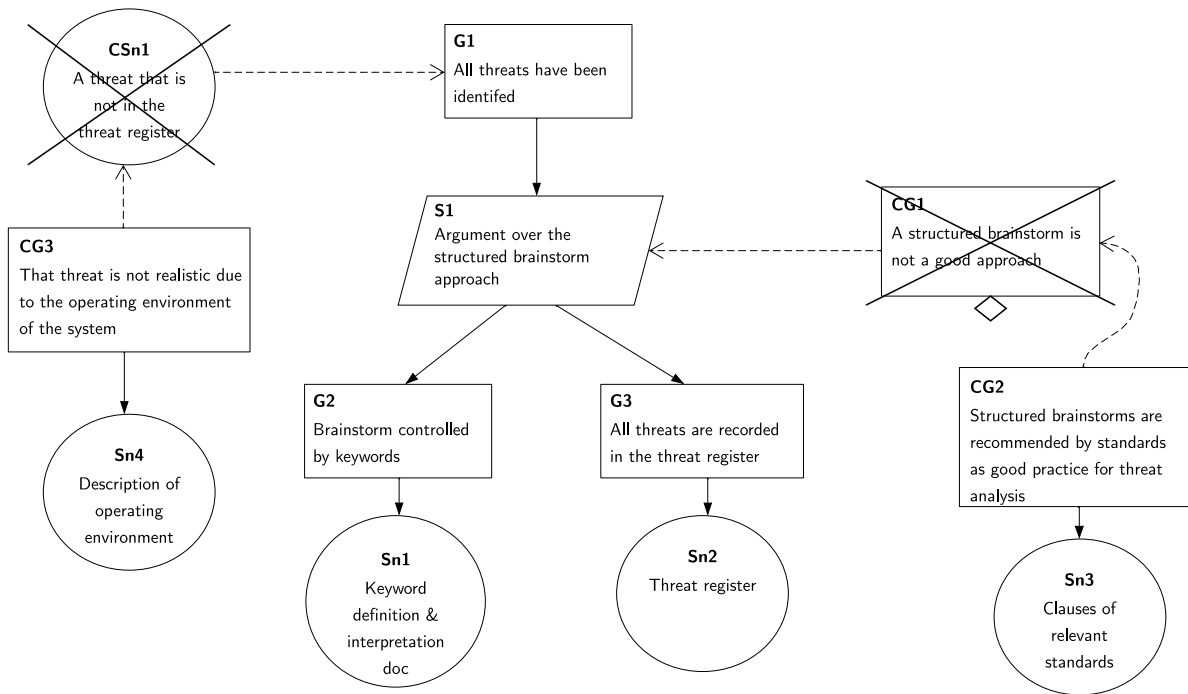 CSn1
A threat that is
not in the
threat register
G1
All threats have been
identifed
S1
Argument over the
structured brainstorm
approach
CG1
A structured brainstorm is
not a good approach
CG3
That threat is not realistic due
to the operating environment
of the system
G2
Brainstorm controlled
by keywords
G3
All threats are recorded
in the threat register
CG2
Structured brainstorms are
recommended by standards
as good practice for threat
analysis
Sn4
Description of
operating
environment
Sn1
Keyword
definition &
interpretation
doc
Sn2
Threat register
Sn3
Clauses of
relevant
standards